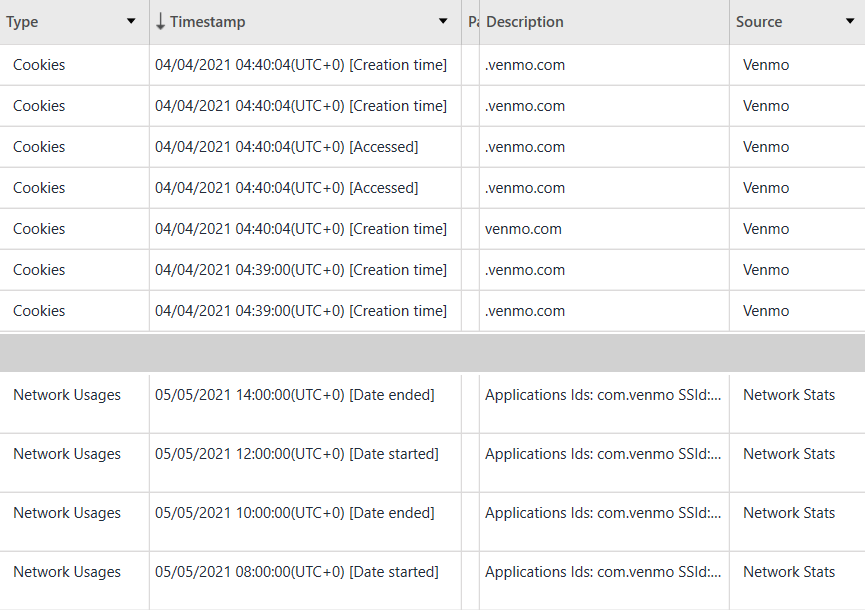 Type Timestamp Pa Description Source
Cookies 04/04/2021 04:40:04(UTC+0) [Creation time] .venmo.com Venmo
Cookies 04/04/2021 04:40:04(UTC+0) [Creation time] .venmo.com Venmo
Cookies 04/04/2021 04:40:04(UTC+0) [Accessed] .venmo.com Venmo
Cookies 04/04/2021 04:40:04(UTC+0) [Accessed] .venmo.com Venmo
Cookies 04/04/2021 04:40:04(UTC+0) [Creation time] venmo.com Venmo
Cookies 04/04/2021 04:39:00(UTC+0) [Creation time] .venmo.com Venmo
Cookies 04/04/2021 04:39:00(UTC+0) [Creation time] .venmo.com Venmo
Network Usages 05/05/2021 14:00:00(UTC+0) [Date ended] Applications Ids: com.venmo SSId:... Network Stats
Network Usages 05/05/2021 12:00:00(UTC+0) [Date started] Applications Ids: com.venmo SSId:... Network Stats
Network Usages 05/05/2021 10:00:00(UTC+0) [Date ended] Applications Ids: com.venmo SSId:... Network Stats
Network Usages 05/05/2021 08:00:00(UTC+0) [Date started] Applications Ids: com.venmo SSId:... Network Stats